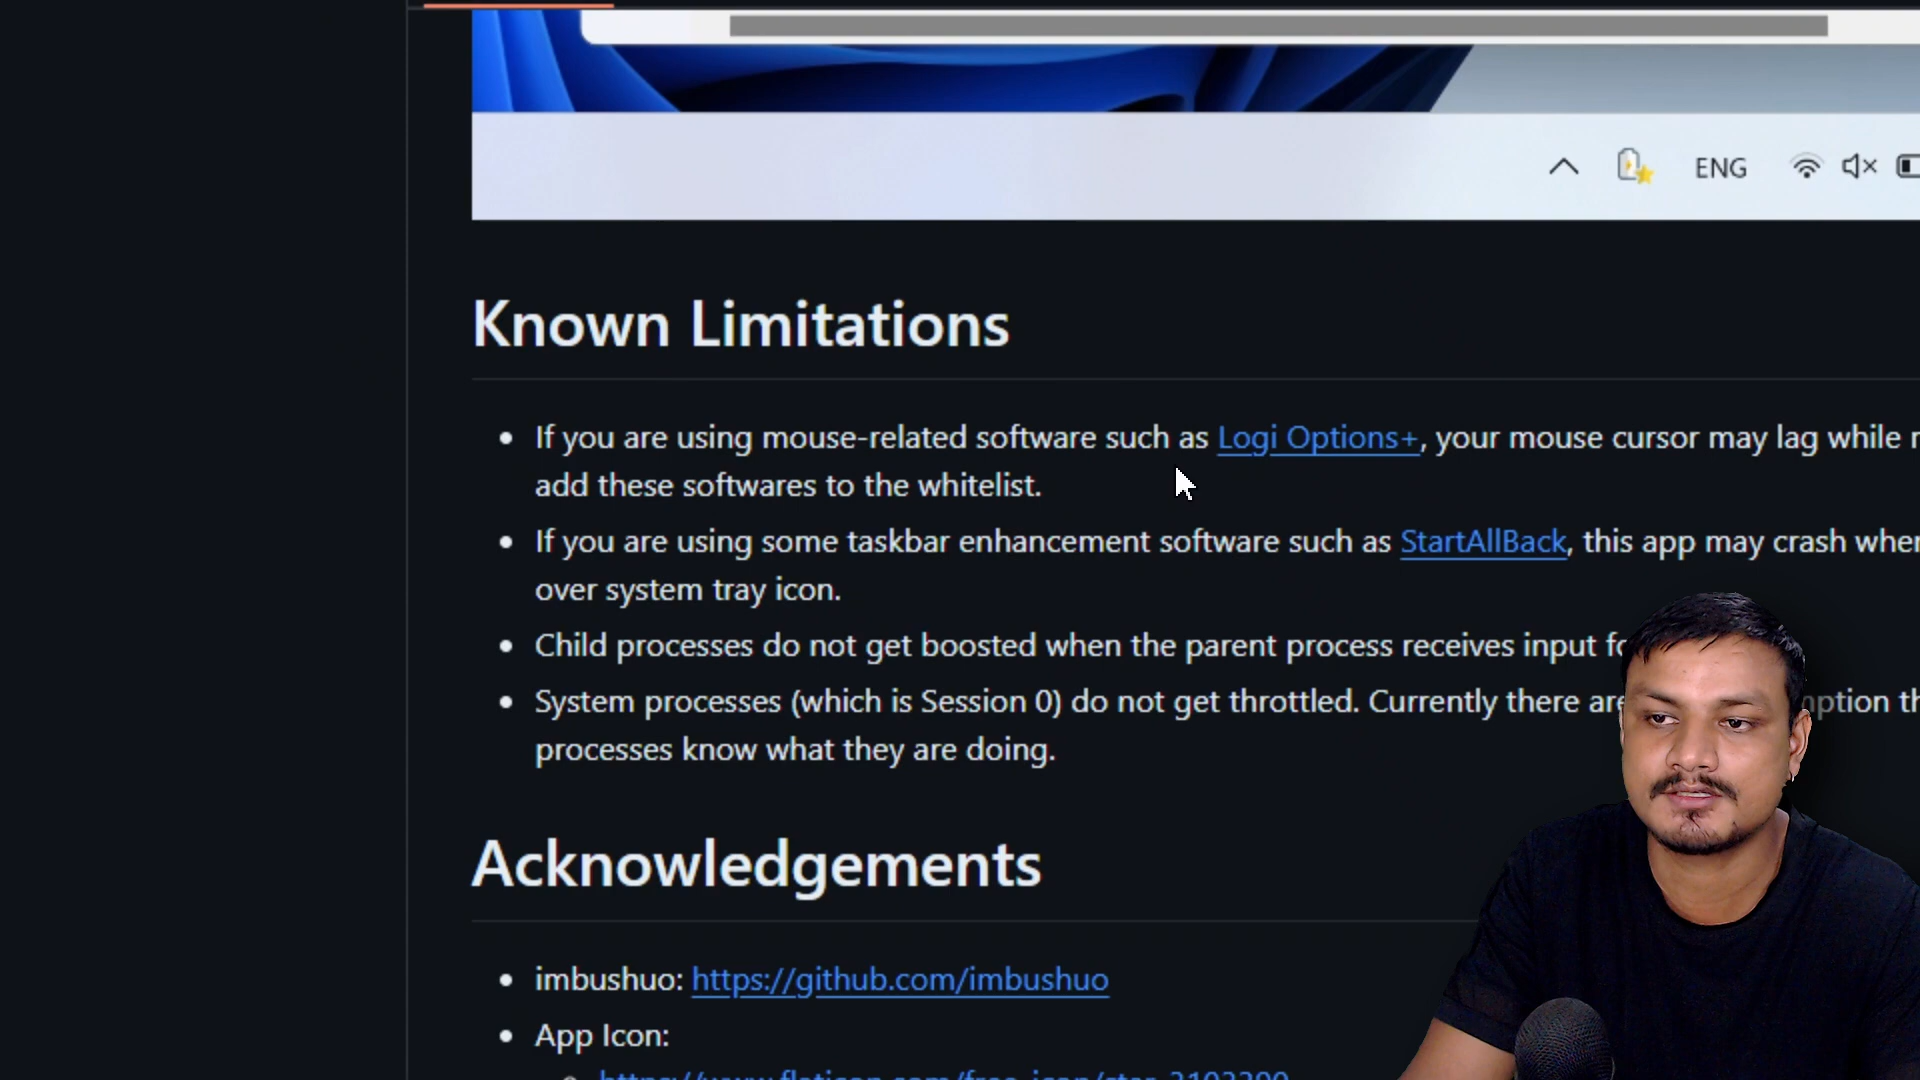 ENG
Known Limitations
If you are using mouse-related software such as Logi Options+, your mouse cursor may lag while
add these softwares to the whitelist.
If you are using some taskbar enhancement software such as StartAllBack, this app may crash when
over system tray icon.
Child processes do not get boosted when the parent process receives input
System processes (which is Session 0) do not get throttled. Currently there are
processes know what they are doing.
Acknowledgements
imbushuo: https://github.com/imbushuo
App Icon: